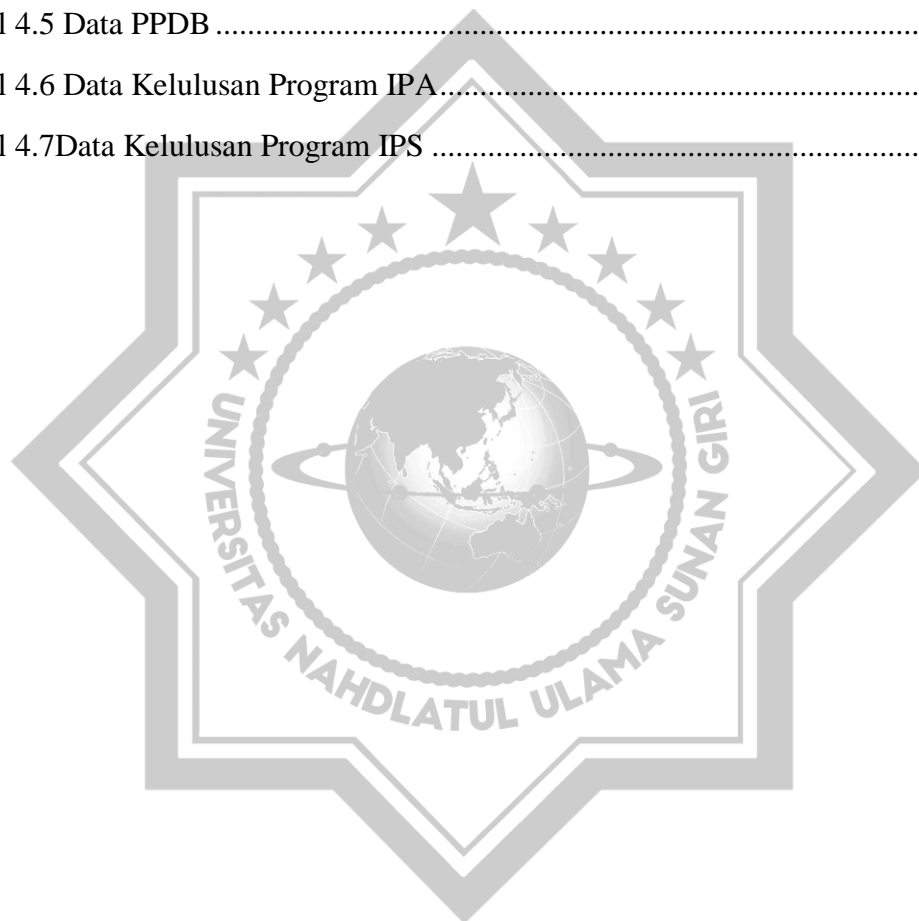 l 4.5 Data PPDB ........................................................................................
l 4.6 Data Kelulusan Program IPA............................................................
l 4.7Data Kelulusan Program IPS .............................................................
UNIVERSITAS NAHDLATUL ULAMA SUNAN GIRI